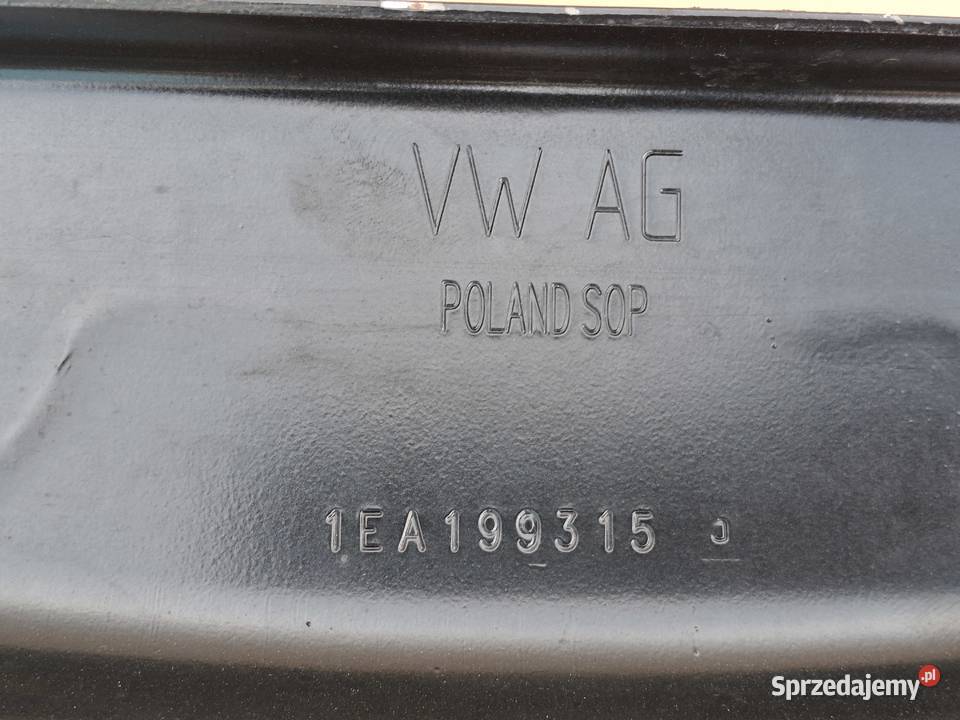 VW AG
POLAND SOP
1EA199315 J
Sprzedajemy.pl